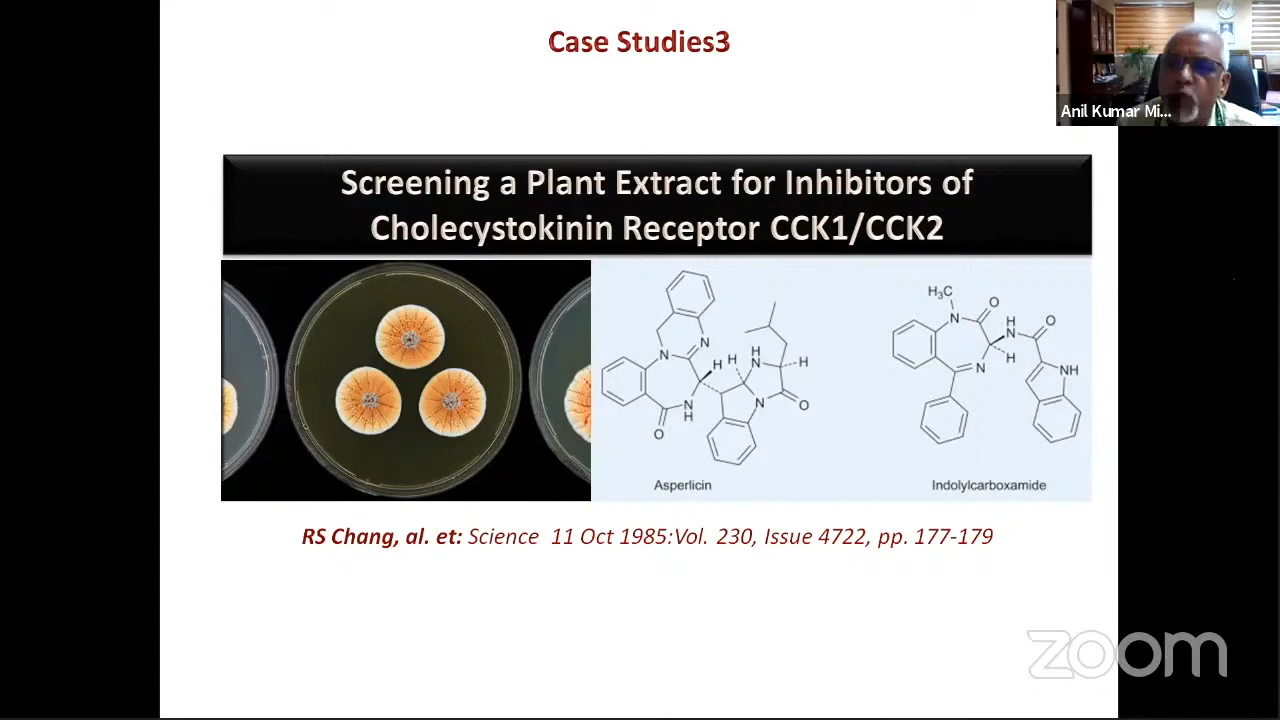 Case Studies3
Anil Kumar Mi...
Screening a Plant Extract for Inhibitors of
Cholecystokinin Receptor CCK1/CCK2
H₃C
N
O
H
N
O
H
N
NH
N
N
H
H
H
N
H
N
H
N
O
O
Asperlicin
Indolylcarboxamide
RS Chang, al. et: Science 11 Oct 1985:Vol. 230, Issue 4722, pp. 177-179
zoom